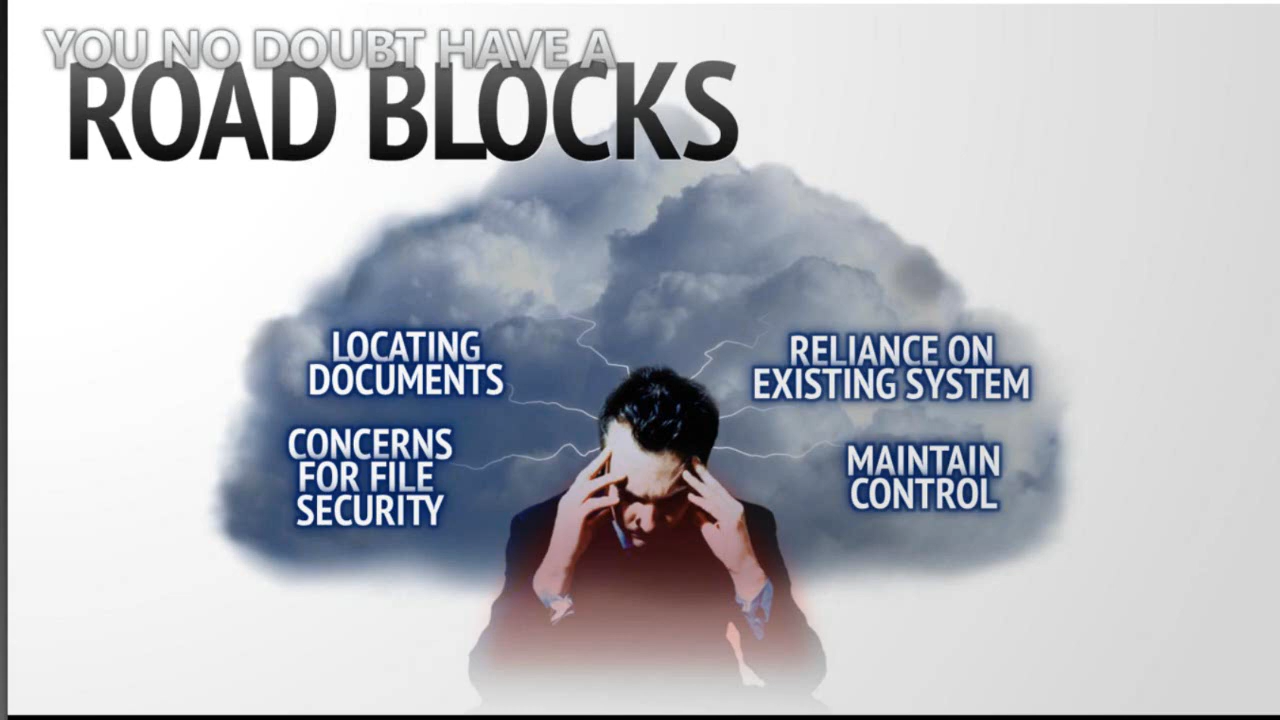 YOU NO DOUBT HAVE A
ROAD BLOCKS
LOCATING
DOCUMENTS
CONCERNS
FOR FILE
SECURITY
RELIANCE ON
EXISTING SYSTEM
MAINTAIN
CONTROL